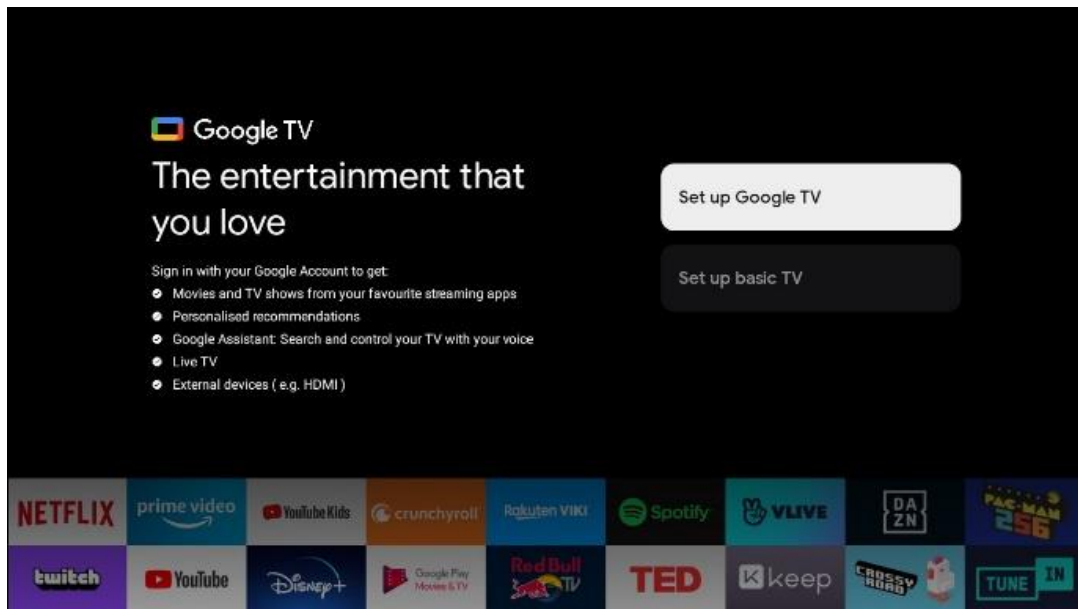 Google TV
The entertainment that
you love
Sign in with your Google Account to get:
Movies and TV shows from your favourite streaming apps
Personalised recommendations
Google Assistant: Search and control your TV with your voice
Live TV
External devices ( e.g. HDMI )
Set up Google TV
Set up basic TV
NETFLIX prime video YouTube Kids crunchyroll Rakuten VIKI Spotify VLIVE DAZN PAC-MAN 256
twitch YouTube Disney+ Google Play Movies & TV Red Bull TV TED keep CROSSY ROAD TUNE IN